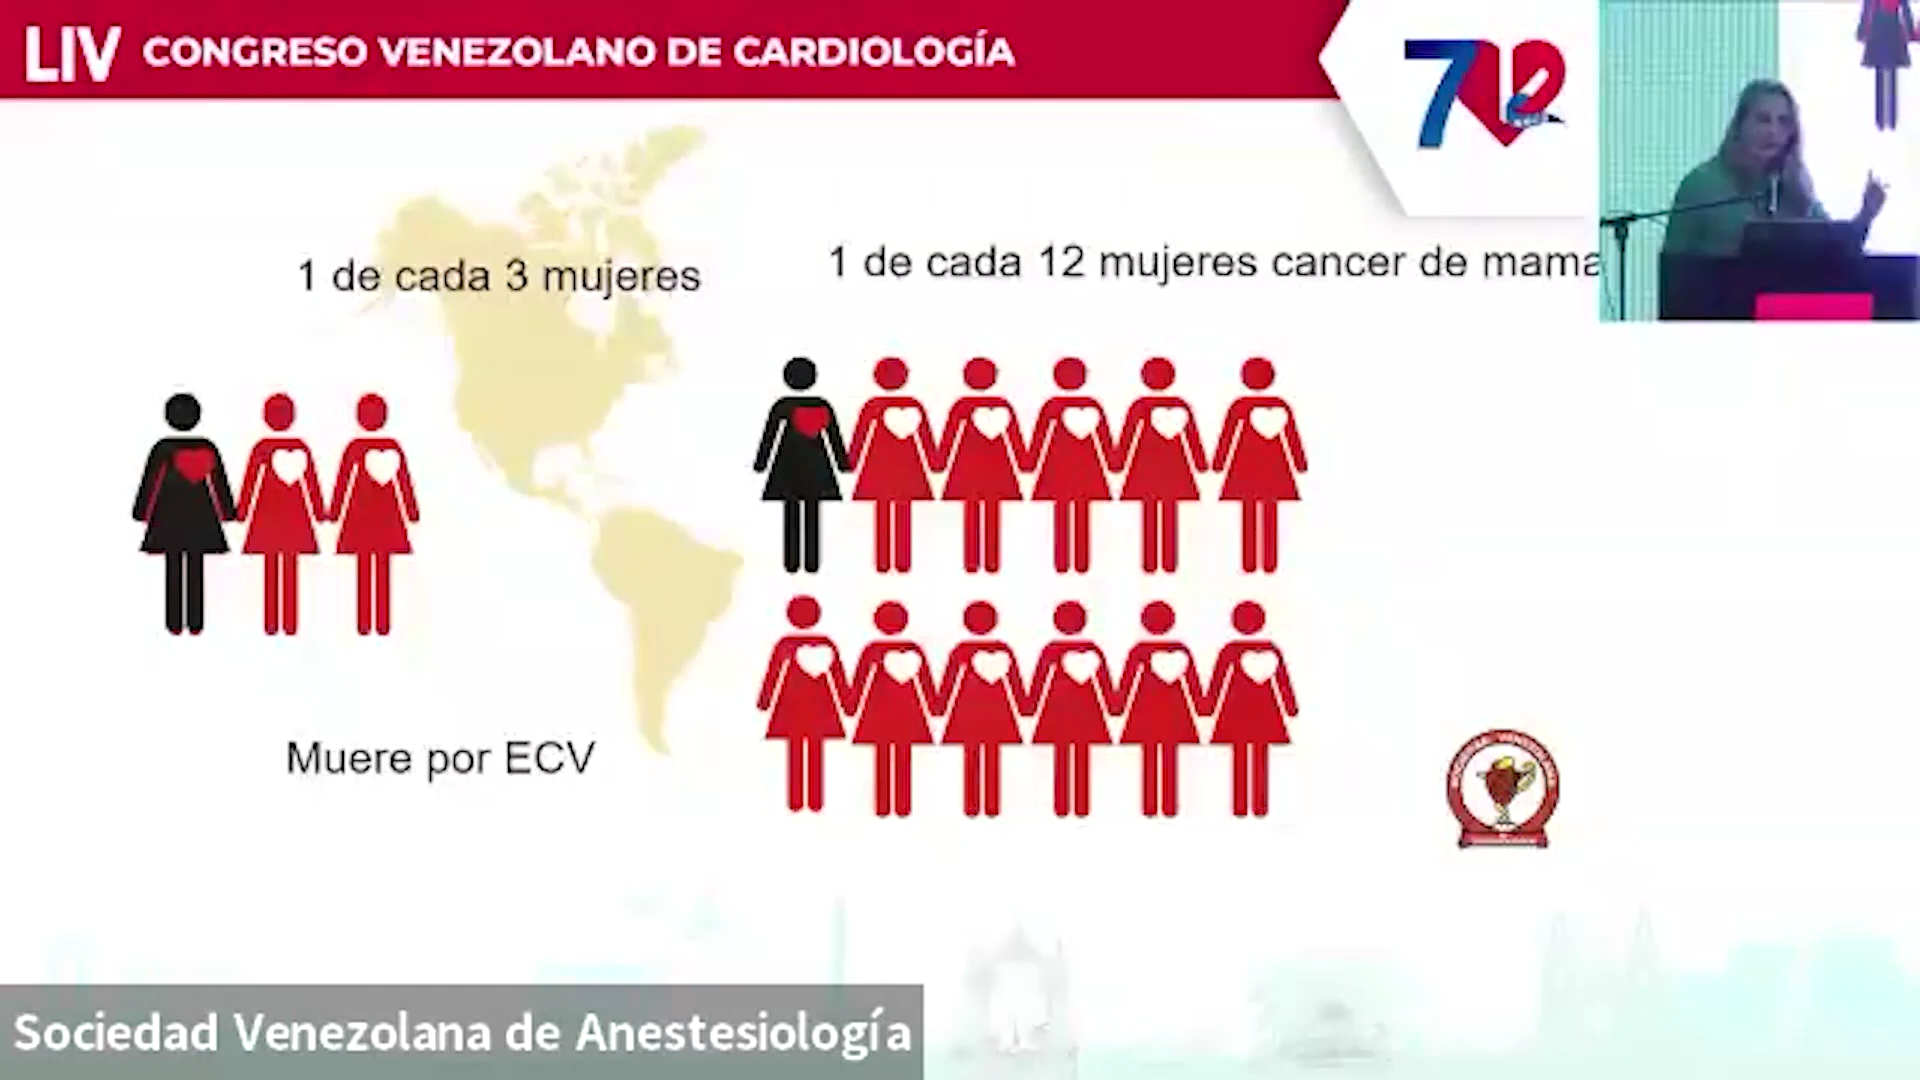 LIV CONGRESO VENEZOLANO DE CARDIOLOGÍA
1 de cada 3 mujeres
1 de cada 12 mujeres cancer de mama
Muere por ECV
Sociedad Venezolana de Anestesiología